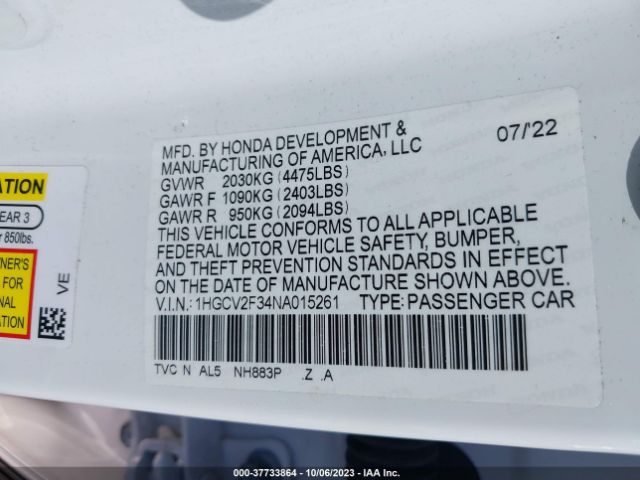 MFD. BY HONDA DEVELOPMENT & 07/'22
MANUFACTURING OF AMERICA, LLC
GVWR 2030KG (4475LBS)
GAWR F 1090KG (2403LBS)
GAWR R 950KG (2094LBS)
THIS VEHICLE CONFORMS TO ALL APPLICABLE
FEDERAL MOTOR VEHICLE SAFETY, BUMPER,
AND THEFT PREVENTION STANDARDS IN EFFECT
ON THE DATE OF MANUFACTURE SHOWN ABOVE.
V.I.N.: 1HGCV2F34NA015261 TYPE: PASSENGER CAR
TVC N AL5 NH883P .Z .A
EAR 3
850lbs.
WNER'S
FOR
NAL
N
VE
000-37733864 | 10/06/2023 | IAA Inc.